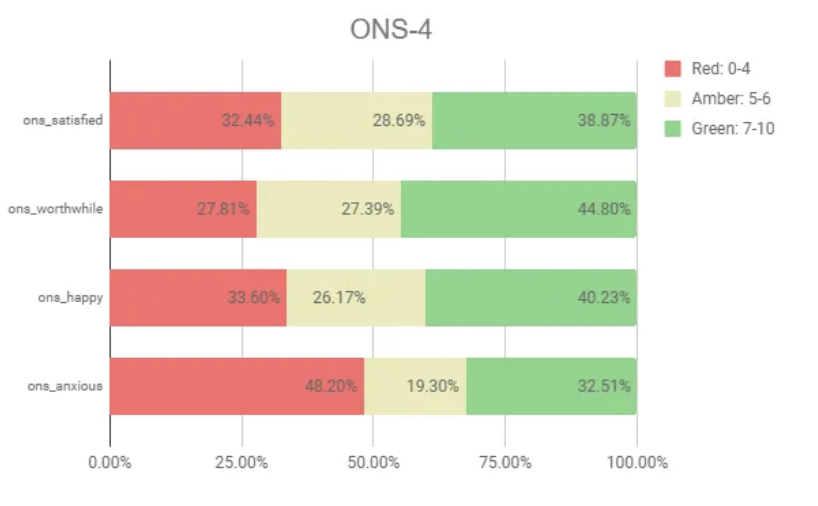 ONS-4
Red: 0-4
Amber: 5-6
Green: 7-10
ons_satisfied 32.44% 28.69% 38.87%
ons_worthwhile 27.81% 27.39% 44.80%
ons_happy 33.60% 26.17% 40.23%
ons_anxious 48.20% 19.30% 32.51%
0.00% 25.00% 50.00% 75.00% 100.00%